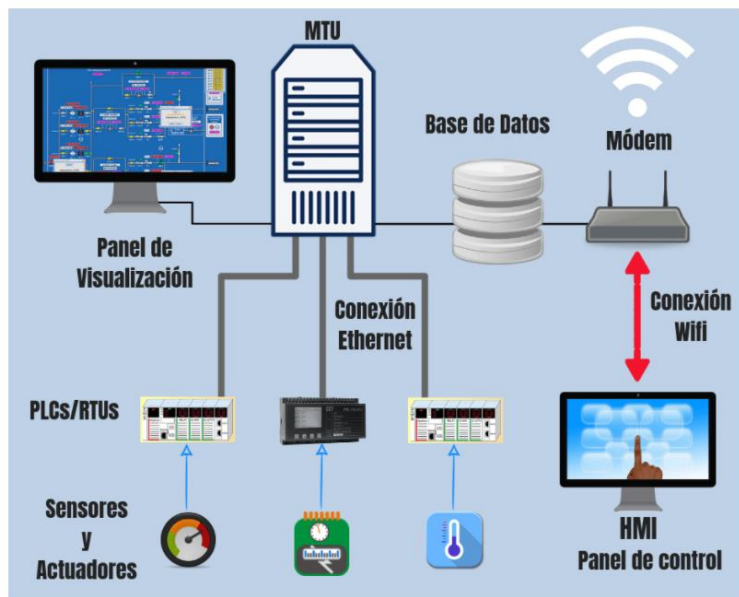 MTU
Base de Datos
Módem
Panel de
Visualización
Conexión
Ethernet
Conexión
Wifi
PLCs/RTUs
Sensores
y
Actuadores
HMI
Panel de control